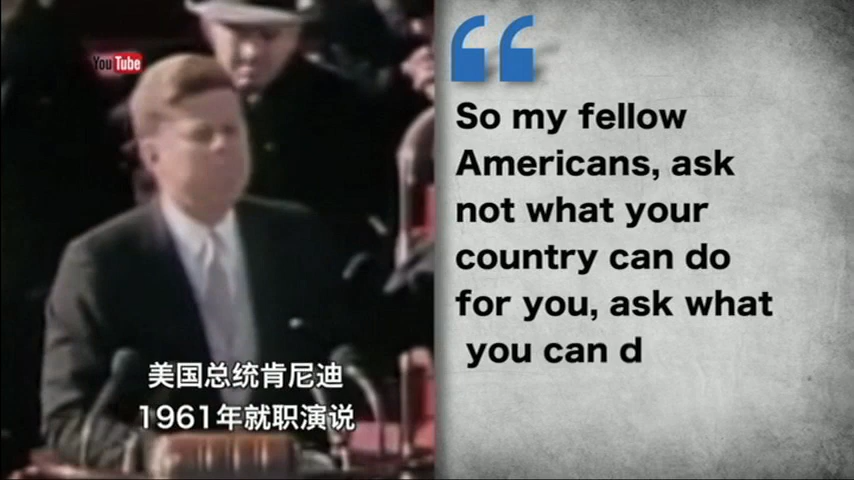 YouTube
美国总统肯尼迪
1961年就职演说
So my fellow
Americans, ask
not what your
country can do
for you, ask what
you can d